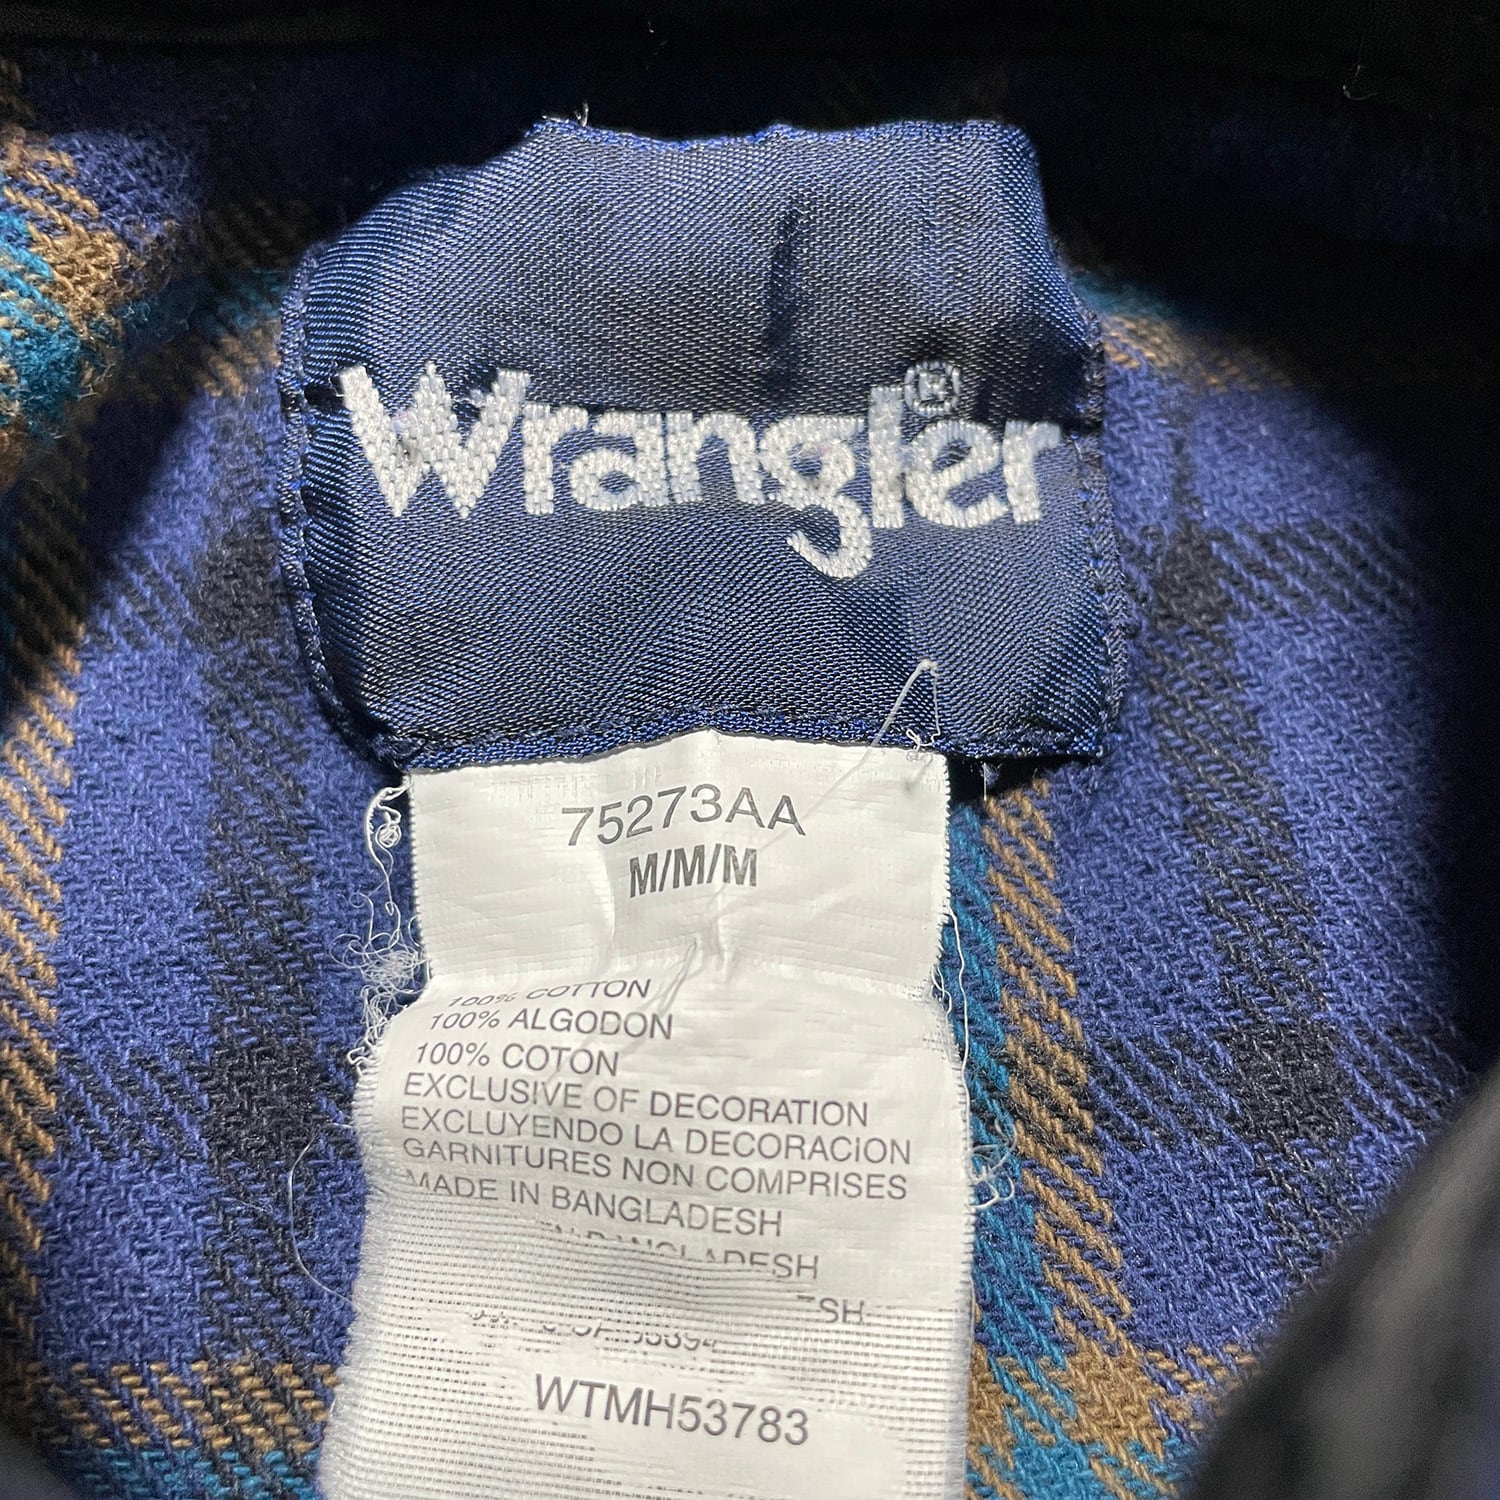 Wrangler®
75273AA
M/M/M
100% COTTON
100% ALGODON
100% COTON
EXCLUSIVE OF DECORATION
EXCLUYENDO LA DECORACION
GARNITURES NON COMPRISES
MADE IN BANGLADESH
BANGLADESH
WTMH53783